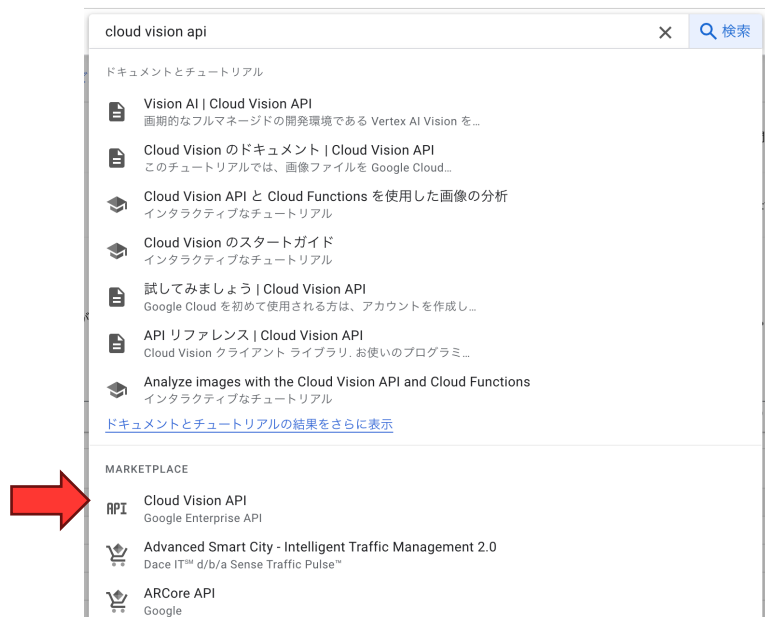 cloud vision api
検索
ドキュメントとチュートリアル
Vision AI | Cloud Vision API
画期的なフルマネージドの開発環境である Vertex AI Vision を…
Cloud Vision のドキュメント | Cloud Vision API
このチュートリアルでは、画像ファイルを Google Cloud…
Cloud Vision API と Cloud Functions を使用した画像の分析
インタラクティブなチュートリアル
Cloud Vision のスタートガイド
インタラクティブなチュートリアル
試してみましょう | Cloud Vision API
Google Cloud を初めて使用される方は、アカウントを作成し…
API リファレンス | Cloud Vision API
Cloud Vision クライアント ライブラリ. お使いのプログラミ…
Analyze images with the Cloud Vision API and Cloud Functions
インタラクティブなチュートリアル
ドキュメントとチュートリアルの結果をさらに表示
MARKETPLACE
API
Cloud Vision API
Google Enterprise API
Advanced Smart City - Intelligent Traffic Management 2.0
Dace IT℠ d/b/a Sense Traffic Pulse™
ARCore API
Google